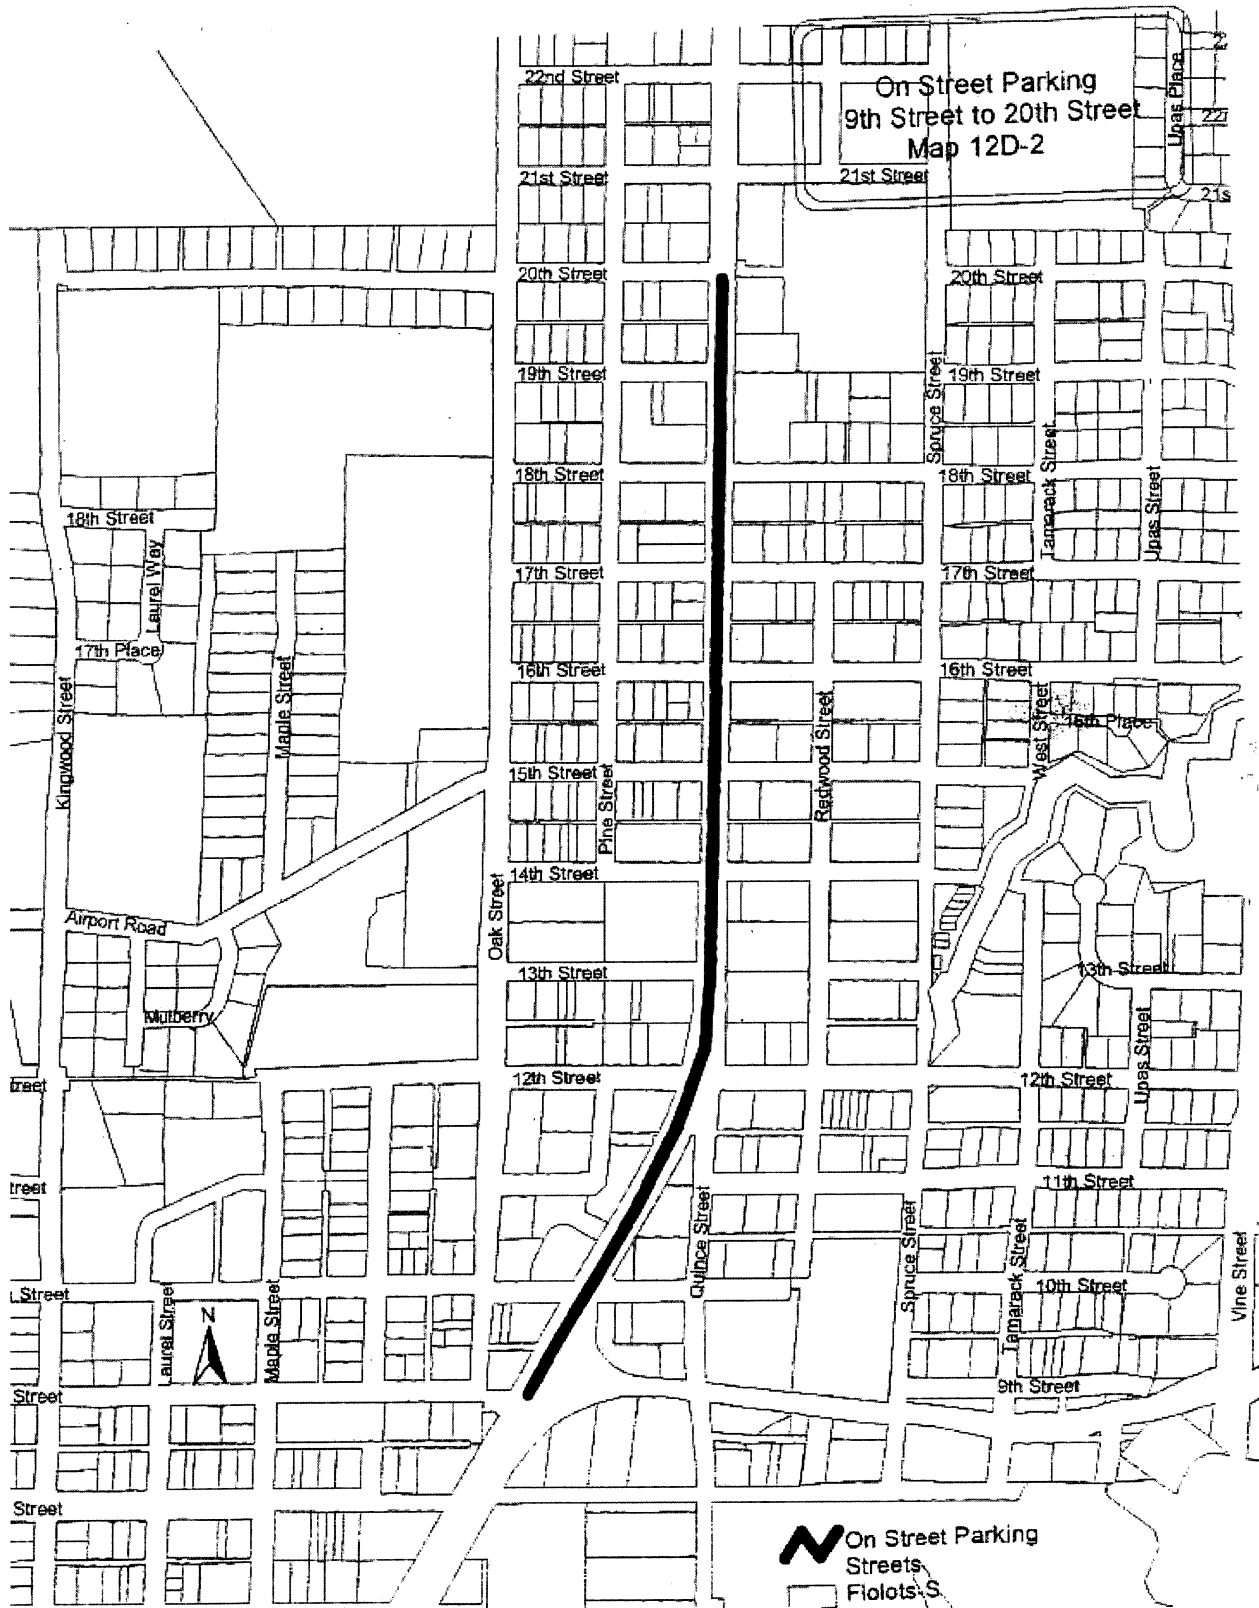 22nd Street
On Street Parking
9th Street to 20th Street
Map 12D-2
Upas Place
21st Street
21st Street
20th Street
20th Street
19th Street
19th Street
Spruce Street
18th Street
18th Street
18th Street
Tamarack Street
Upas Street
Laurel Way
17th Street
17th Street
17th Place
16th Street
16th Street
Kingwood Street
Maple Street
Redwood Street
West Street
16th Place
15th Street
Pine Street
14th Street
Oak Street
Airport Road
13th Street
13th Street
Mulberry
12th Street
12th Street
Upas Street
11th Street
Quince Street
Spruce Street
Tamarack Street
Vine Street
10th Street
Street
Laurel Street
N
Maple Street
9th Street
Street
Street
On Street Parking
Streets
Flolots-S